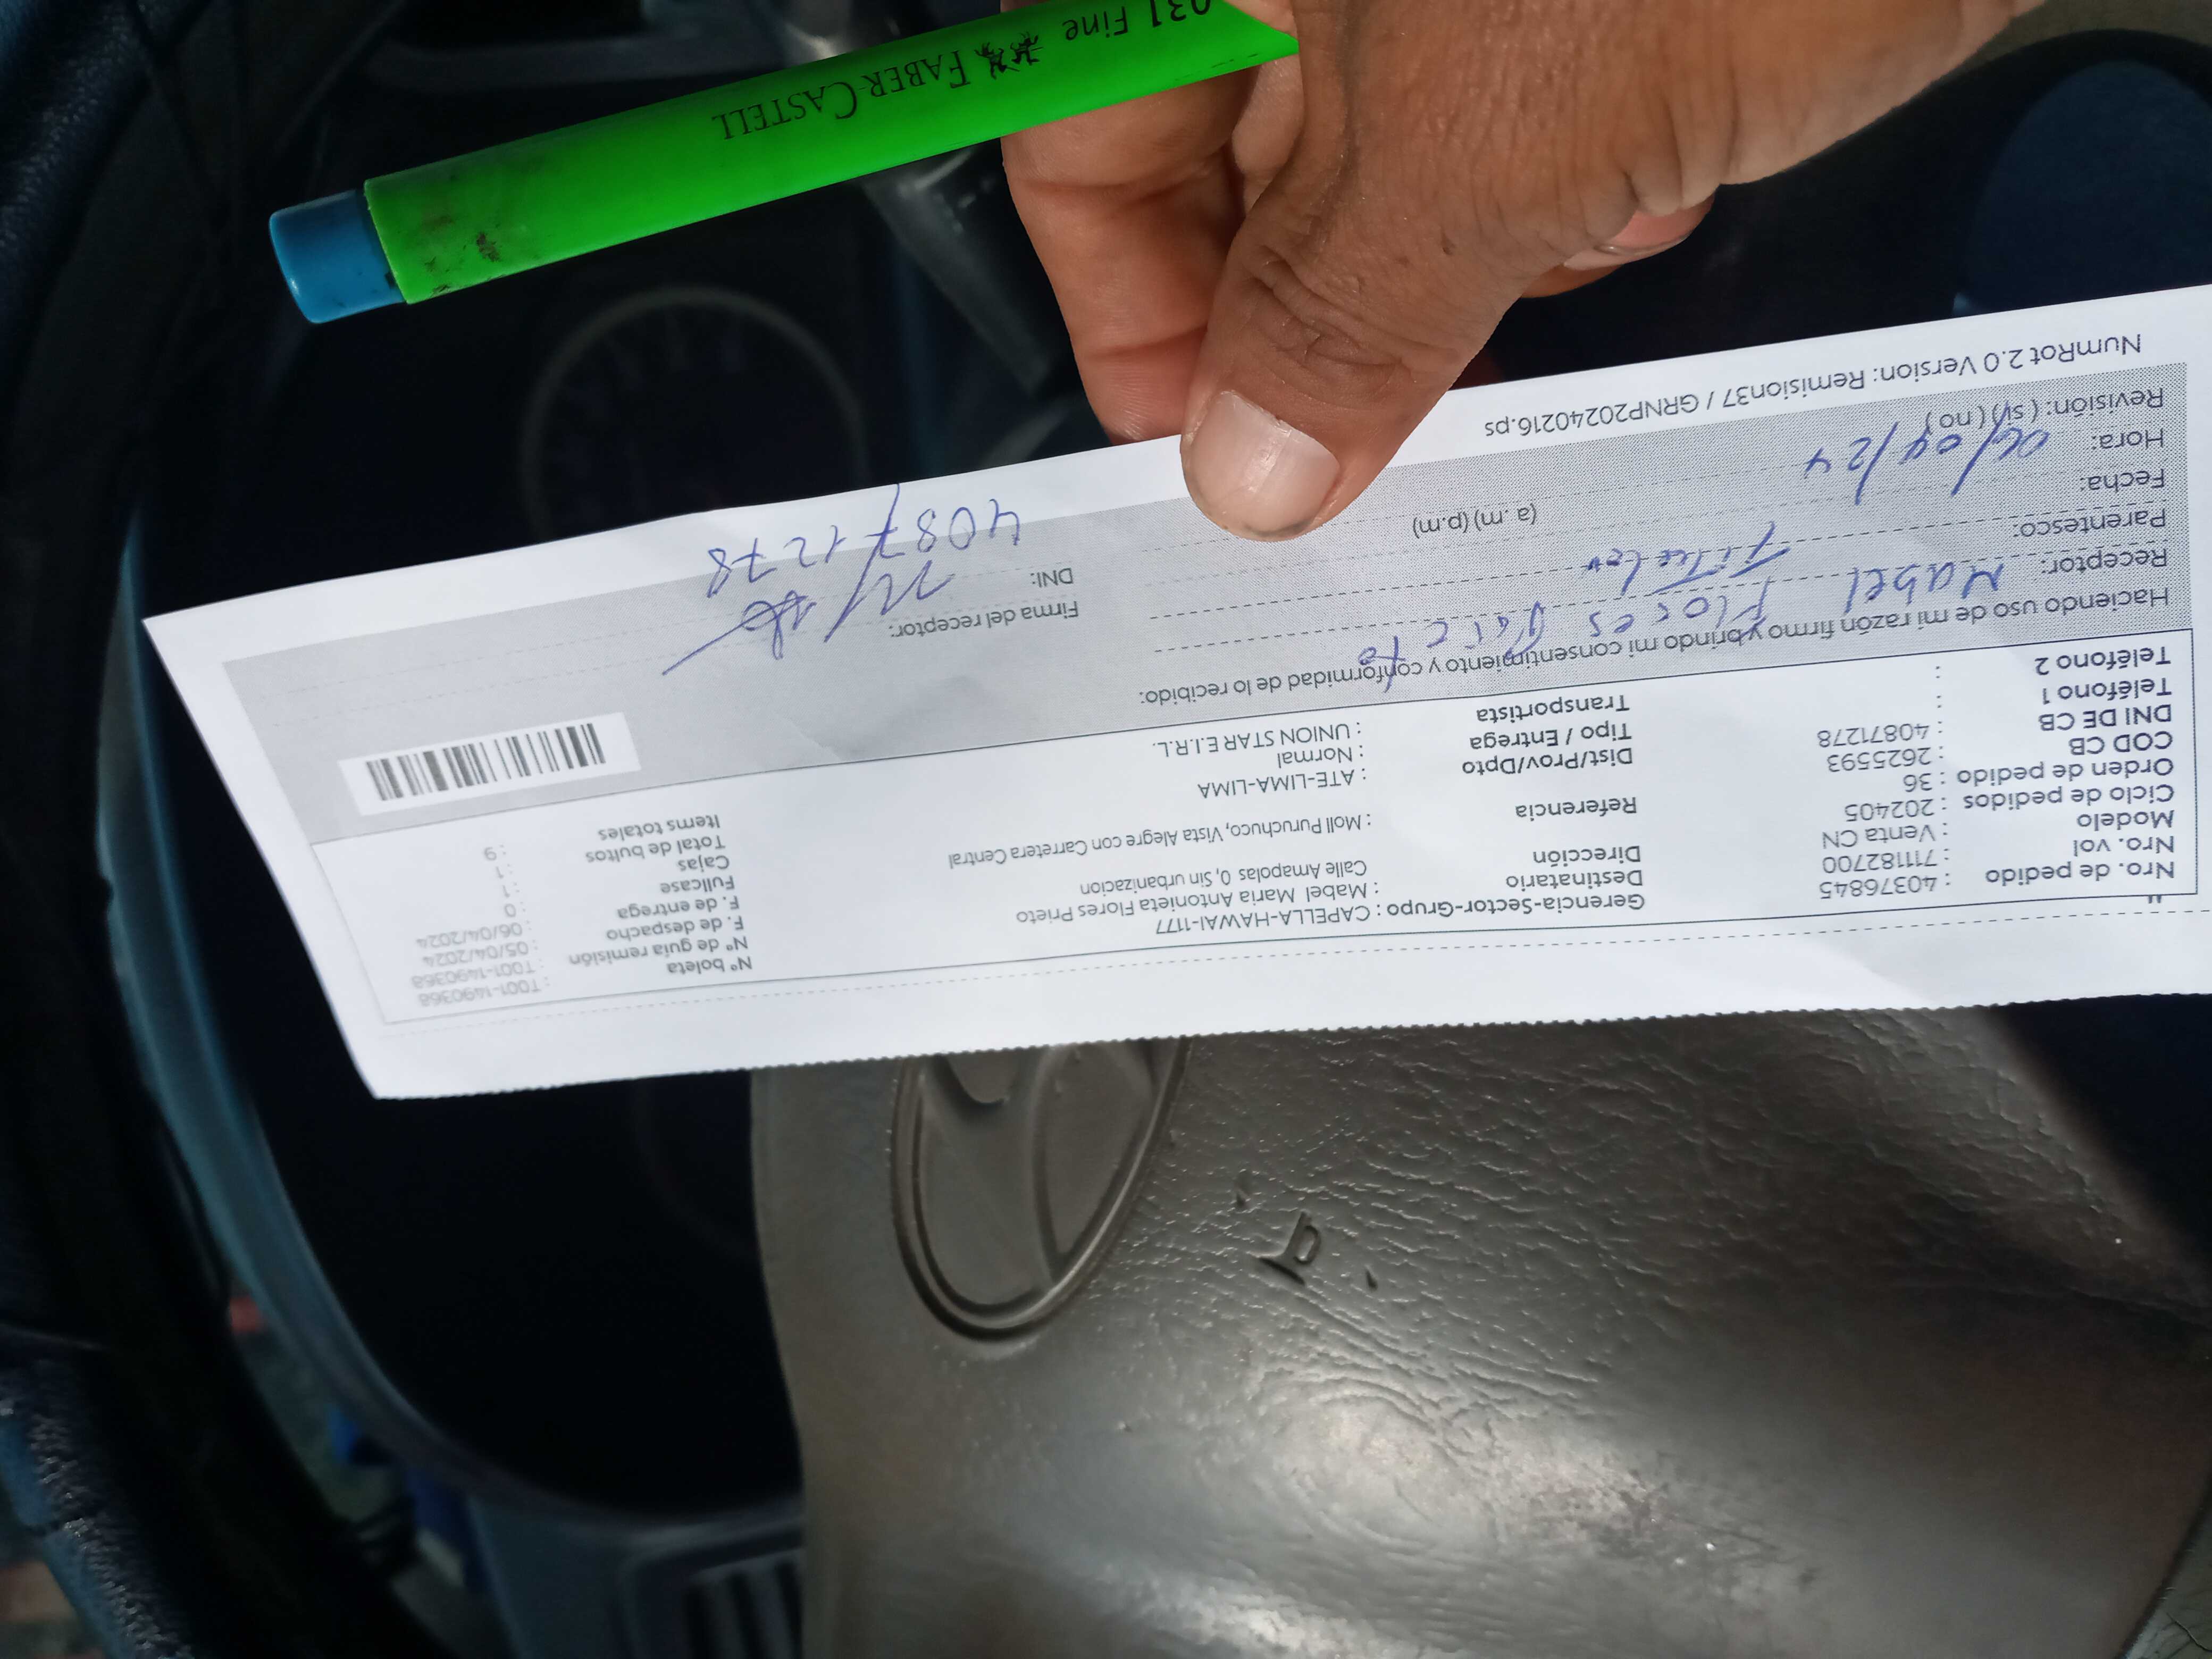 Nro. de pedido : 40376845
Nro. vol : 711182700
Modelo : Venta CN
Ciclo de pedidos : 202405
Orden de pedido : 36
COD CB : 2625593
DNI DE CB : 40871278
Teléfono 1 :
Teléfono 2 :
Gerencia-Sector-Grupo : CAPELLA-HAWAI-1177
Destinatario : Mabel Maria Antonieta Flores Prieto
Dirección Calle Amapolas 0, Sin urbanizacion
Referencia : Moll Puruchuco, Vista Alegre con Carretera Central
Dist/Prov/Dpto : ATE-LIMA-LIMA
Tipo / Entrega : Normal
Transportista : UNION STAR E.I.R.L.
N° boleta : T001-1490368
N° de guía remisión : T001-1490368
F. de despacho : 05/04/2024
F. de entrega : 06/04/2024
Fullcase : 0
Cajas : 1
Total de bultos : 1
Items totales : 9
Haciendo uso de mi razón firmo y brindo mi consentimiento y conformidad de lo recibido:
Receptor: Mabel Flores
Parentesco:
Fecha: 06/04/24
Hora: (a.m) (p.m)
Revisión: ( si ) ( no )
Firma del receptor:
DNI: 40871278
NumRot 2.0 Version: Remision37 / GRNP20240216.ps
031 Fine FABER-CASTELL